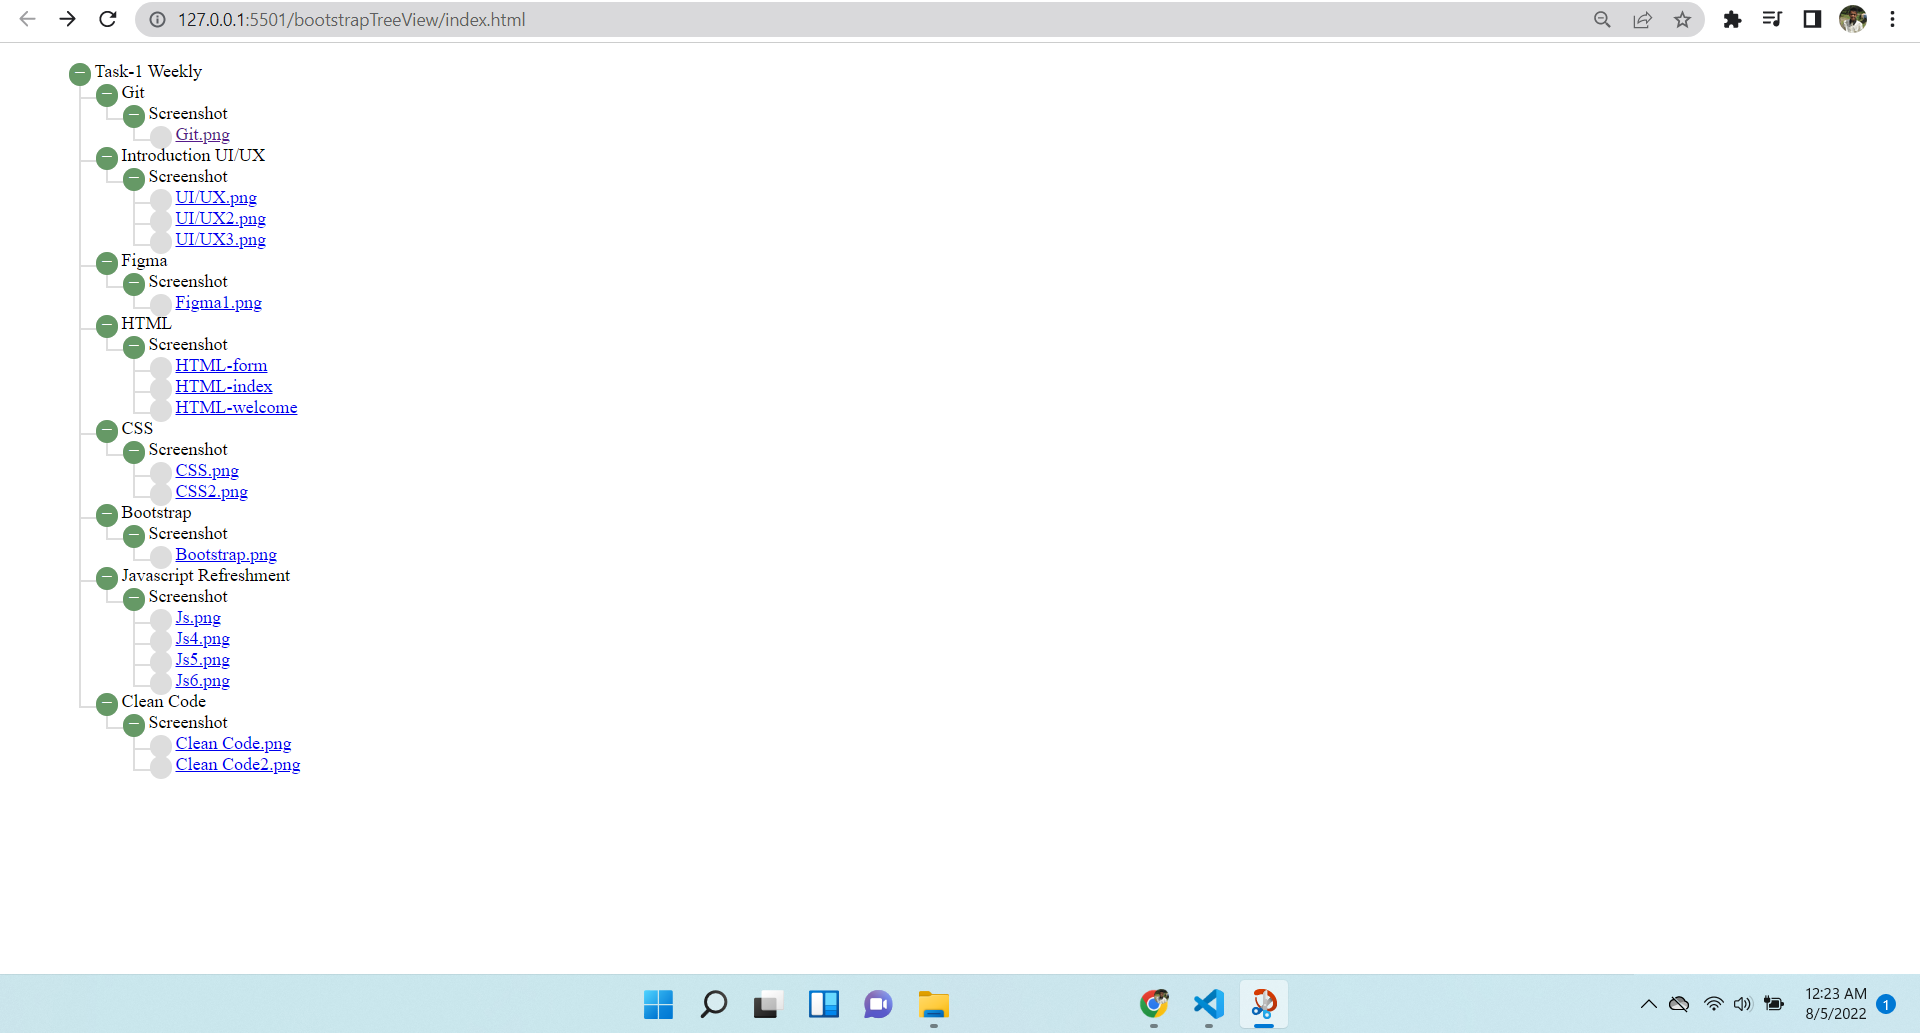 127.0.0.1:5501/bootstrapTreeView/index.html
Task-1 Weekly
Git
Screenshot
Git.png
Introduction UI/UX
Screenshot
UI/UX.png
UI/UX2.png
UI/UX3.png
Figma
Screenshot
Figma1.png
HTML
Screenshot
HTML-form
HTML-index
HTML-welcome
CSS
Screenshot
CSS.png
CSS2.png
Bootstrap
Screenshot
Bootstrap.png
Javascript Refreshment
Screenshot
Js.png
Js4.png
Js5.png
Js6.png
Clean Code
Screenshot
Clean Code.png
Clean Code2.png
12:23 AM
8/5/2022
1